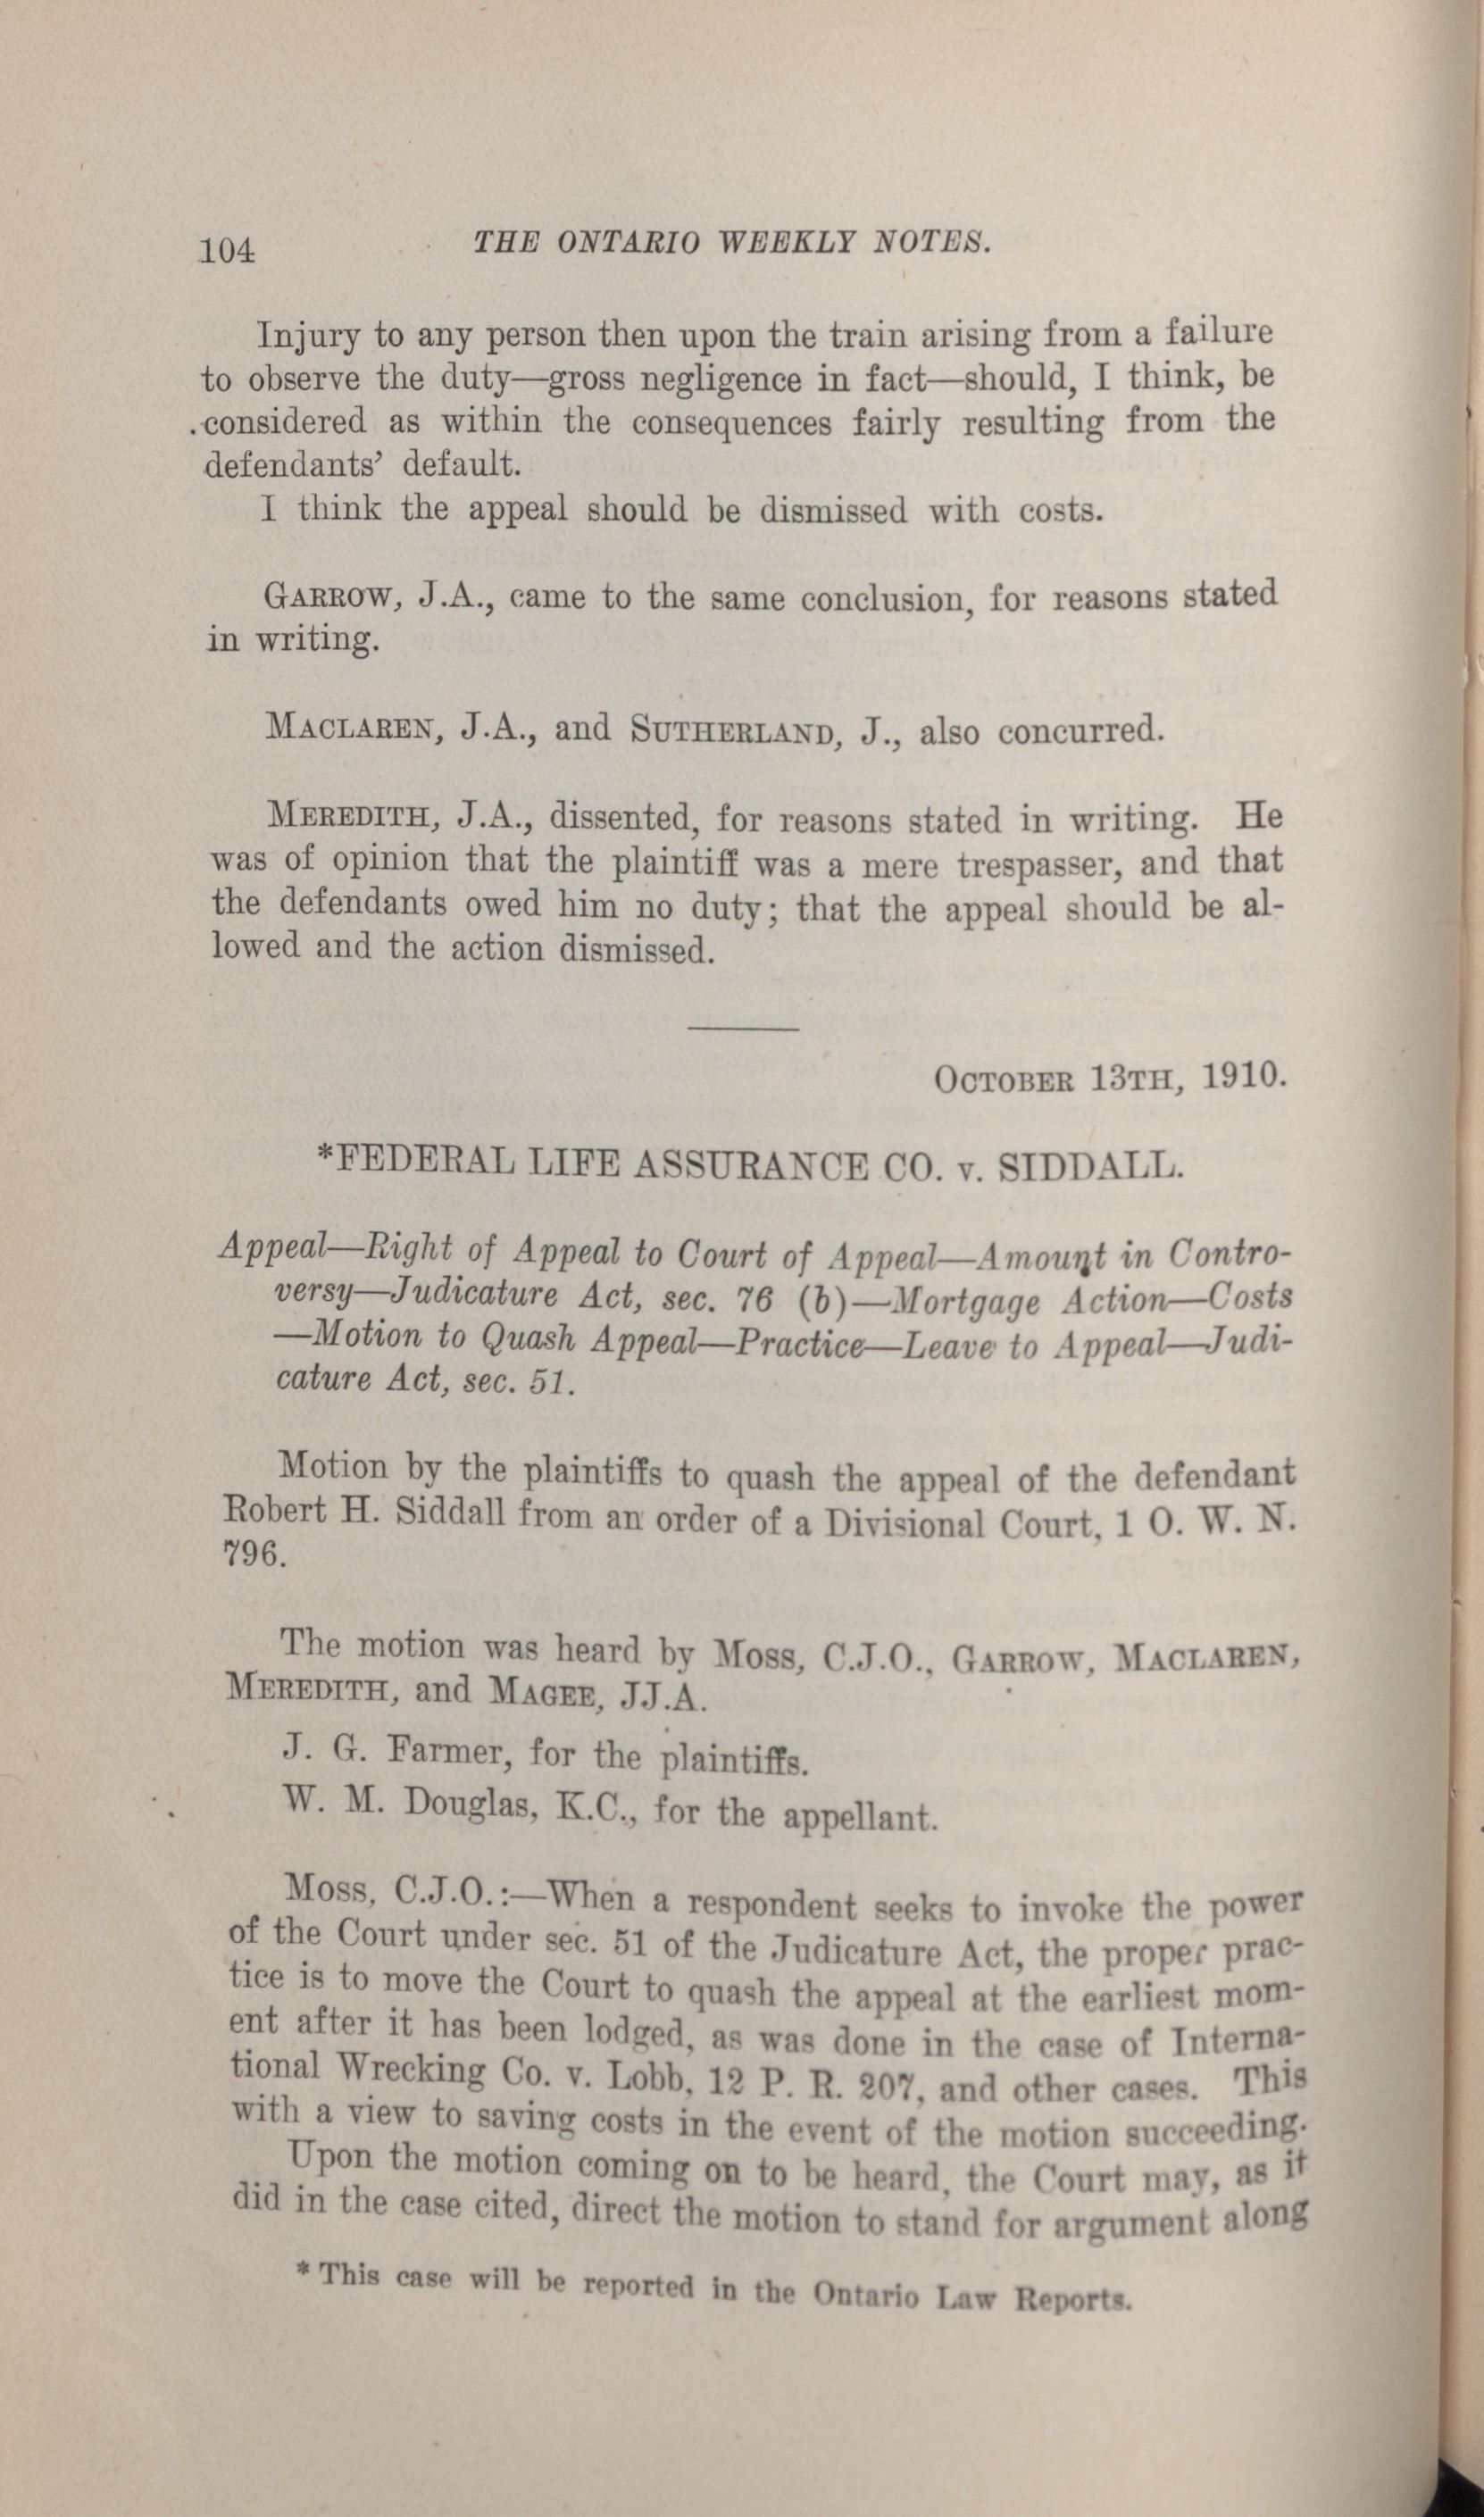 104
THE ONTARIO WEEKLY NOTES.
Injury to any person then upon the train arising from a failure
to observe the duty—gross negligence in fact—should, I think, be
considered as within the consequences fairly resulting from the
defendants' default.
I think the appeal should be dismissed with costs.
GARROW, J.A., came to the same conclusion, for reasons stated
in writing.
MACLAREN, J.A., and SUTHERLAND, J., also concurred.
MEREDITH, J.A., dissented, for reasons stated in writing. He
was of opinion that the plaintiff was a mere trespasser, and that
the defendants owed him no duty; that the appeal should be al-
lowed and the action dismissed.
OCTOBER 13TH, 1910.
*FEDERAL LIFE ASSURANCE CO. v. SIDDALL.
Appeal—Right of Appeal to Court of Appeal—Amount in Contro-
versy—Judicature Act, sec. 76 (b)—Mortgage Action—Costs
—Motion to Quash Appeal—Practice—Leave to Appeal—Judi-
cature Act, sec. 51.
Motion by the plaintiffs to quash the appeal of the defendant
Robert H. Siddall from an order of a Divisional Court, 1 O. W. N.
796.
The motion was heard by MOSS, C.J.O., GARROW, MACLAREN,
MEREDITH, and MAGEE, JJ.A.
J. G. Farmer, for the plaintiffs.
W. M. Douglas, K.C., for the appellant.
MOSS, C.J.O.:—When a respondent seeks to invoke the power
of the Court under sec. 51 of the Judicature Act, the proper prac-
tice is to move the Court to quash the appeal at the earliest mom-
ent after it has been lodged, as was done in the case of Interna-
tional Wrecking Co. v. Lobb, 12 P. R. 207, and other cases. This
with a view to saving costs in the event of the motion succeeding.
Upon the motion coming on to be heard, the Court may, as it
did in the case cited, direct the motion to stand for argument along
* This case will be reported in the Ontario Law Reports.